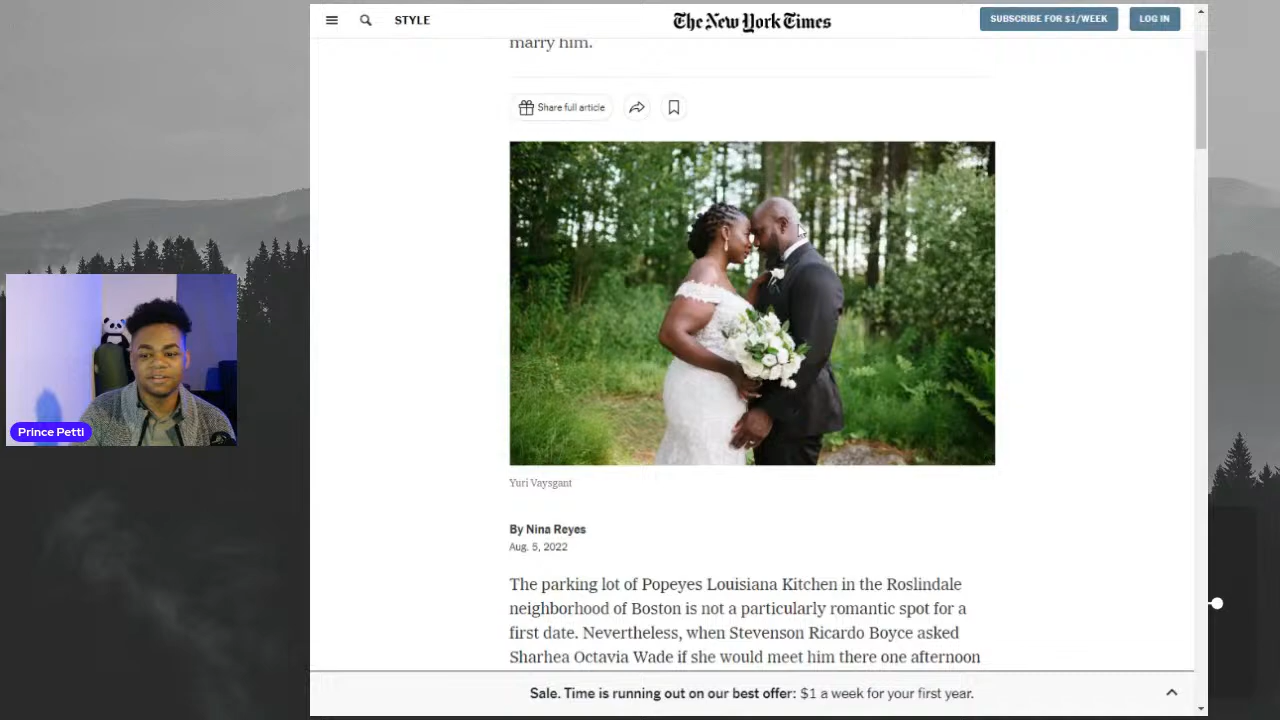 STYLE
The New York Times
SUBSCRIBE FOR $1/WEEK
LOG IN
marry him.
Share full article
Prince Petti
Yuri Vaysgant
By Nina Reyes
Aug. 5, 2022
The parking lot of Popeyes Louisiana Kitchen in the Roslindale
neighborhood of Boston is not a particularly romantic spot for a
first date. Nevertheless, when Stevenson Ricardo Boyce asked
Sharhea Octavia Wade if she would meet him there one afternoon
Sale. Time is running out on our best offer: $1 a week for your first year.